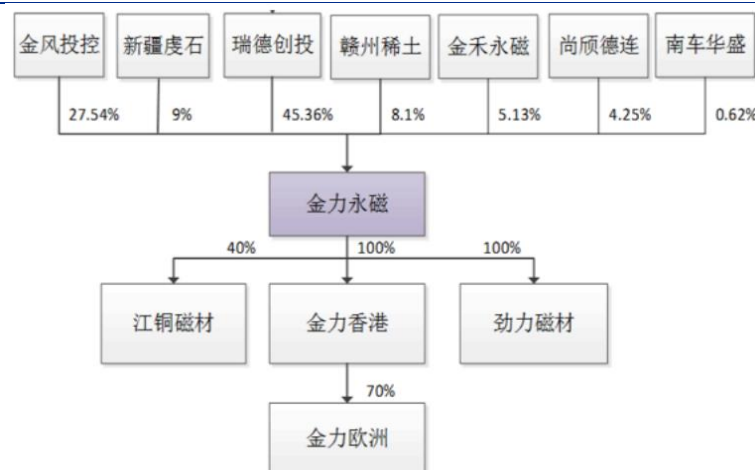 金风投控 新疆虔石 瑞德创投 赣州稀土 金禾永磁 尚颀德连 南车华盛
27.54% 9% 45.36% 8.1% 5.13% 4.25% 0.62%
金力永磁
40% 100% 100%
江铜磁材 金力香港 劲力磁材
70%
金力欧洲